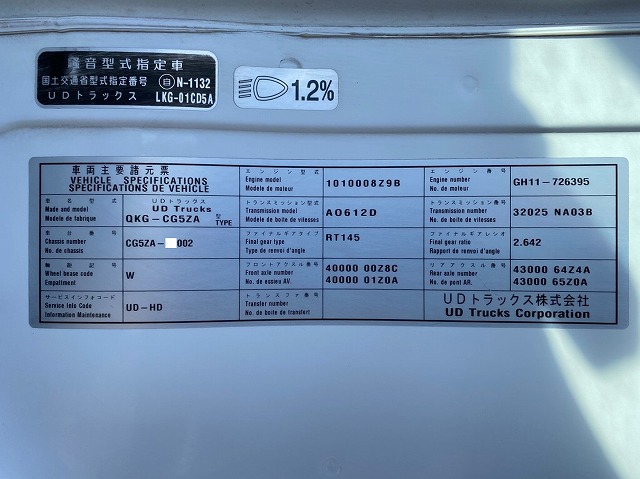 騒音型式指定車
国土交通省型式指定番号 自 N-1132
UDトラックス LKG-01CD5A
1.2%
車両主要諸元票
VEHICLE SPECIFICATIONS
SPECIFICATIONS DE VEHICLE
車名型式
Made and model
Modele de fabrique
UDトラックス
UD Trucks
QKG-CG5ZA 型 TYPE
車台番号
Chassis number
No. de chassis
CG5ZA- 002
Wheel base code
Empattment
W
サービスインフォコード
Service Info Code
Information Maintenance
UD-HD
エンジン型式
Engine model
Modele de moteur
1010008Z9B
トランスミッション型式
Transmission model
Modele de boite de vitesses
AO612D
ファイナルギアタイプ
Final gear type
Type de renvoi d'angle
RT145
フロントアクスル番号
Front axle number
No. de essieu AV.
40000 00Z8C
40000 01Z0A
トランスファ番号
Transfer number
No. de boite de transfert
エンジン番号
Engine number
No. de moteur
GH11-726395
トランスミッション番号
Transmission number
No. de boite de vitesses
32025 NA03B
ファイナルギアレシオ
Final gear ratio
Rapport de renvoi d'angle
2.642
リアアクスル番号
Rear axle number
No. de pont AR.
43000 64Z4A
43000 65Z0A
UDトラックス株式会社
UD Trucks Corporation